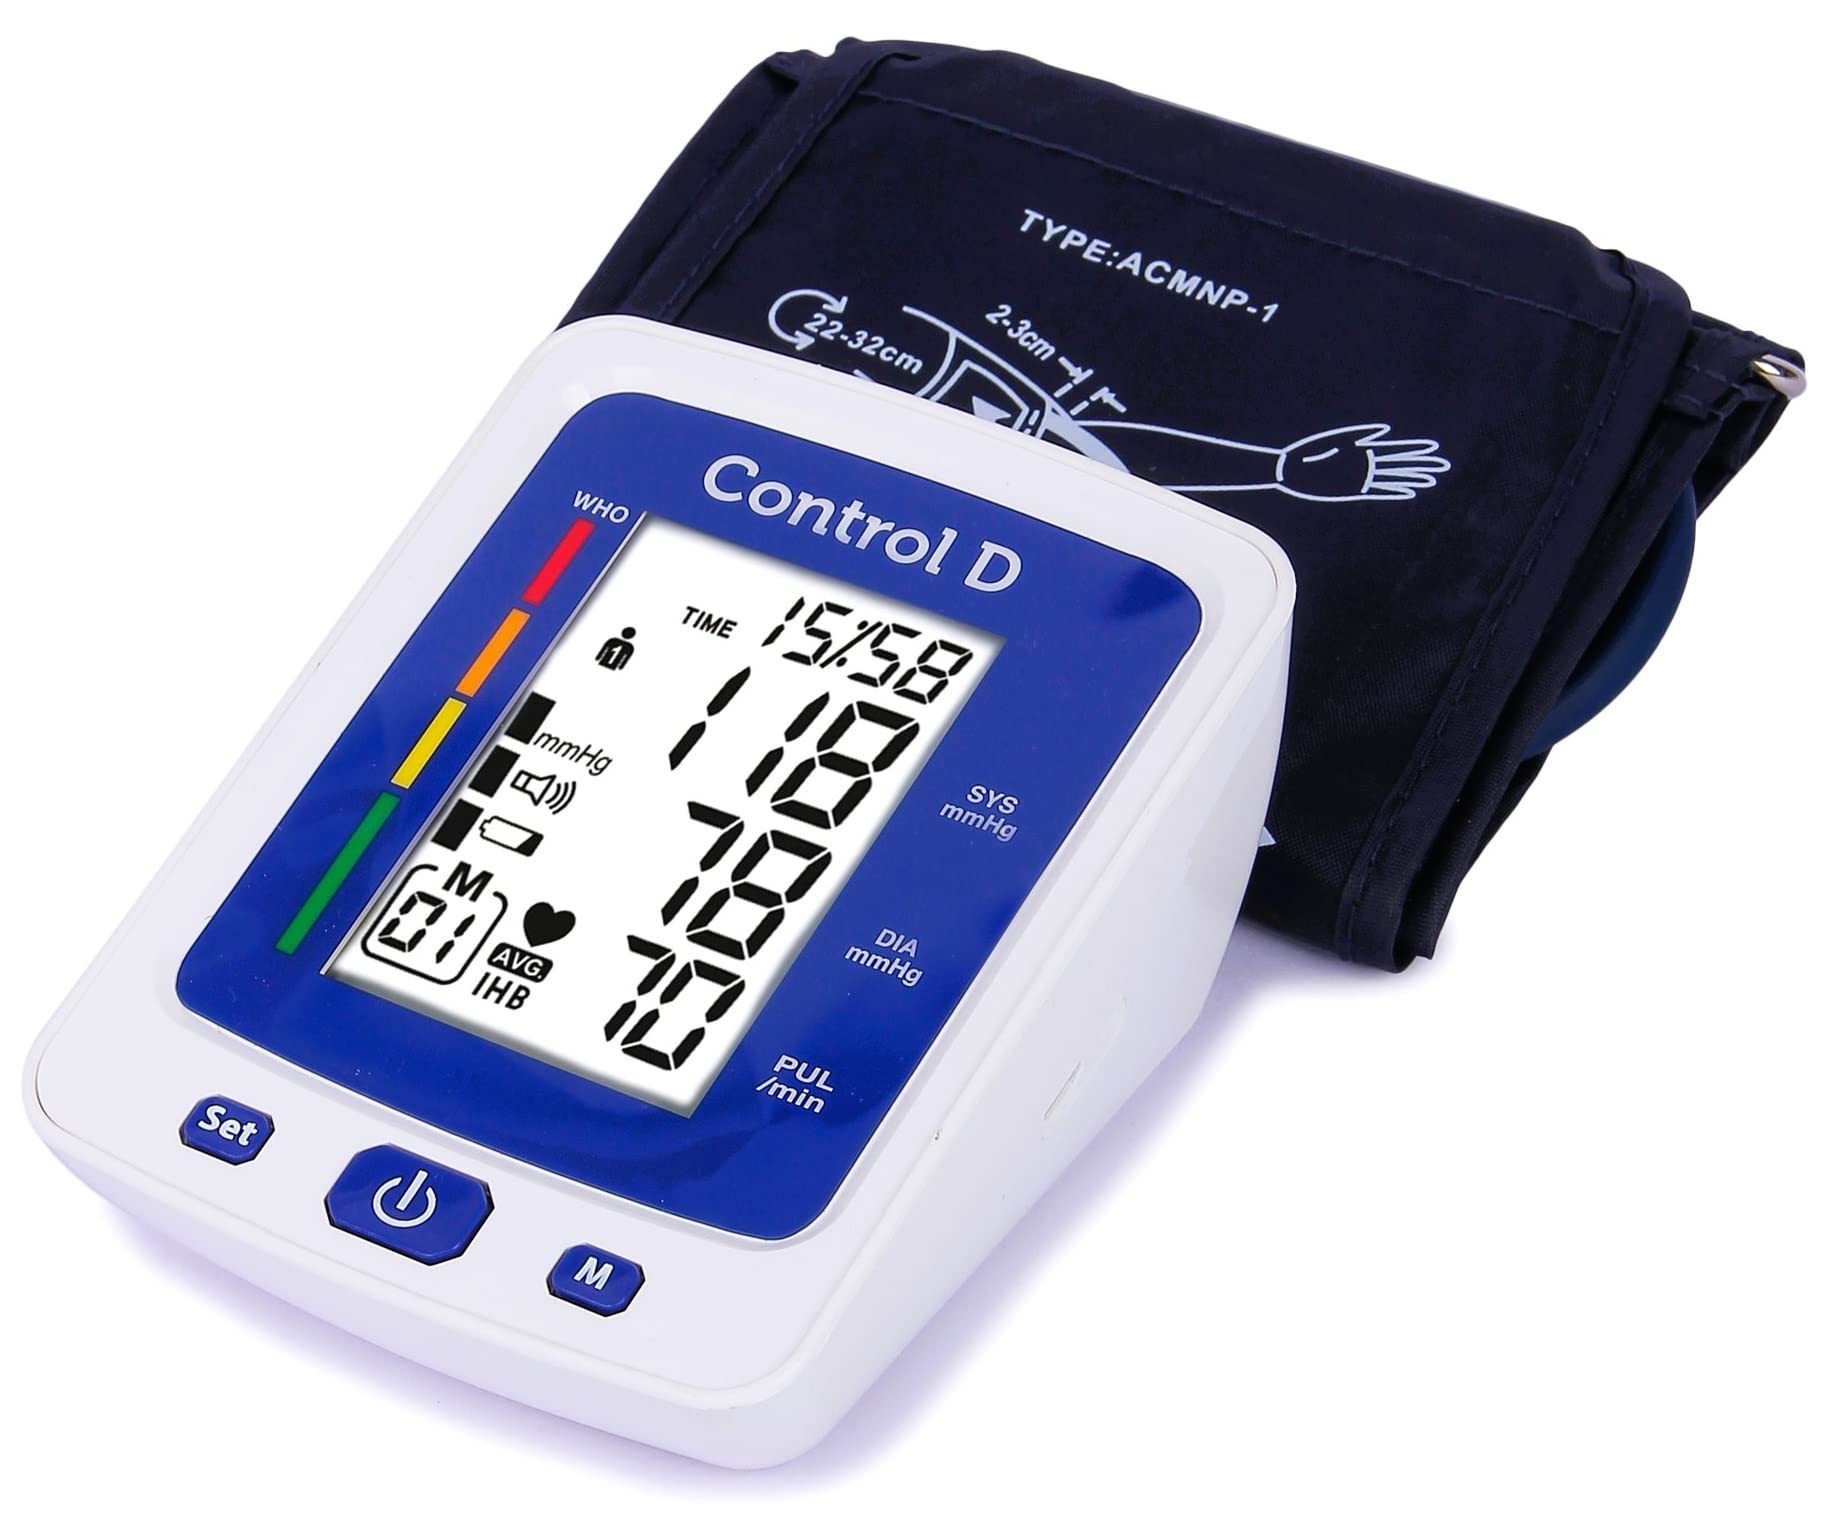 TYPE:ACMNP-1
2-3cm
22-32cm
Control D
WHO
TIME 15:58
1
118
SYS
mmHg
mmHg
78
DIA
mmHg
M
01
AVG.
IHB
70
PUL
/min
Set
M